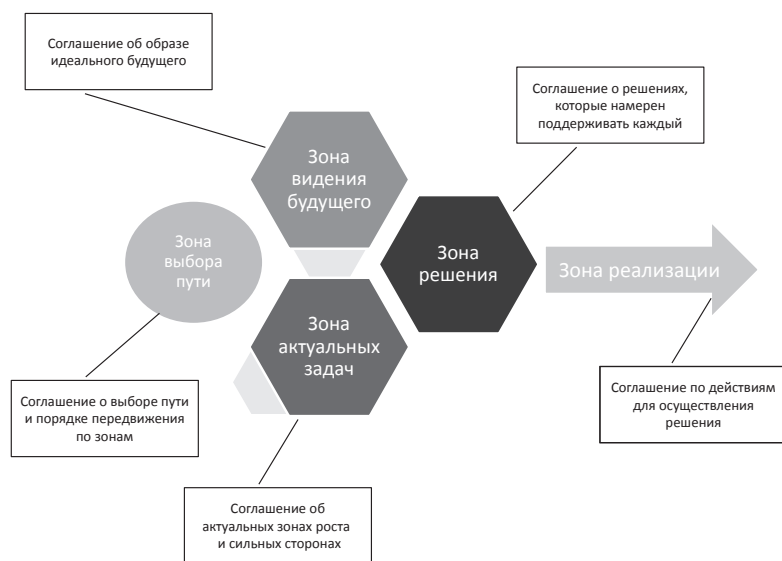 Соглашение об образе
идеального будущего
Соглашение о решениях,
которые намерен
поддерживать каждый
Зона
видения
будущего
Зона
выбора
пути
Зона
решения
Зона реализации
Зона
актуальных
задач
Соглашение о выборе пути
и порядке передвижения
по зонам
Соглашение по действиям
для осуществления
решения
Соглашение об
актуальных зонах роста
и сильных сторонах